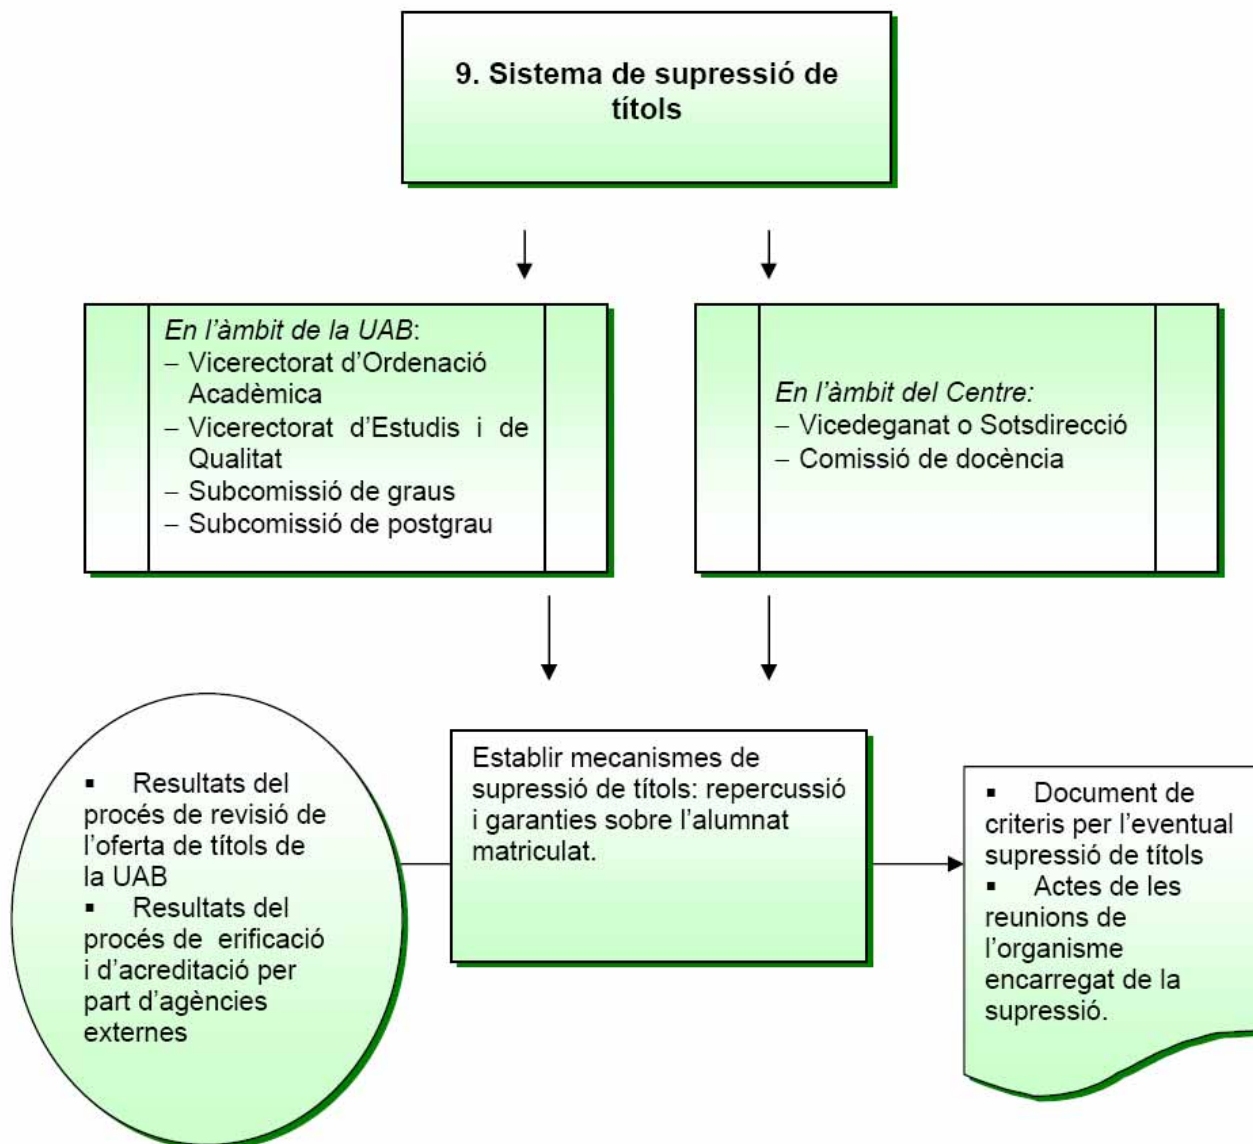 9. Sistema de supressió de
títols
En l’àmbit de la UAB:
– Vicerectorat d’Ordenació
Acadèmica
– Vicerectorat d’Estudis i de
Qualitat
– Subcomissió de graus
– Subcomissió de postgrau
En l’àmbit del Centre:
– Vicedeganat o Sotsdirecció
– Comissió de docència
▪ Resultats del
procés de revisió de
l’oferta de títols de
la UAB
▪ Resultats del
procés de erificació
i d’acreditació per
part d’agències
externes
Establir mecanismes de
supressió de títols: repercussió
i garanties sobre l’alumnat
matriculat.
▪ Document de
criteris per l’eventual
supressió de títols
▪ Actes de les
reunions de
l’organisme
encarregat de la
supressió.